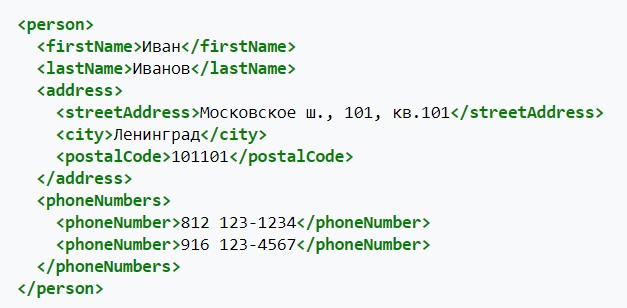 <person>
  <firstName>Иван</firstName>
  <lastName>Иванов</lastName>
  <address>
    <streetAddress>Московское ш., 101, кв.101</streetAddress>
    <city>Ленинград</city>
    <postalCode>101101</postalCode>
  </address>
  <phoneNumbers>
    <phoneNumber>812 123-1234</phoneNumber>
    <phoneNumber>916 123-4567</phoneNumber>
  </phoneNumbers>
</person>